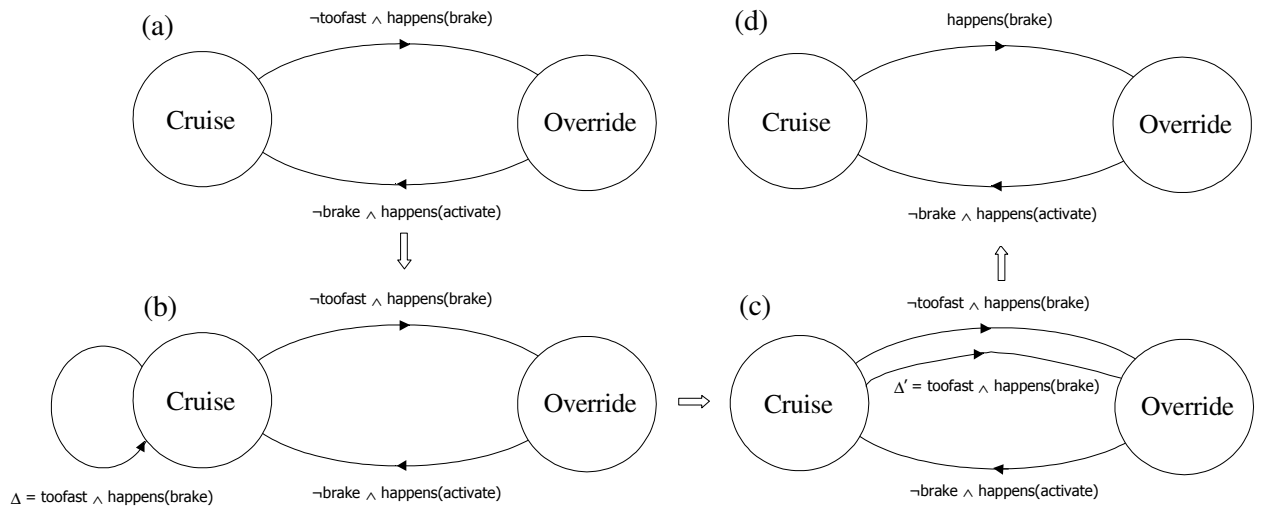 (a)
¬toofast ∧ happens(brake)
Cruise
Override
¬brake ∧ happens(activate)
(b)
¬toofast ∧ happens(brake)
Cruise
Override
Δ = toofast ∧ happens(brake)
¬brake ∧ happens(activate)
(c)
¬toofast ∧ happens(brake)
Δ′ = toofast ∧ happens(brake)
Cruise
Override
¬brake ∧ happens(activate)
(d)
happens(brake)
Cruise
Override
¬brake ∧ happens(activate)